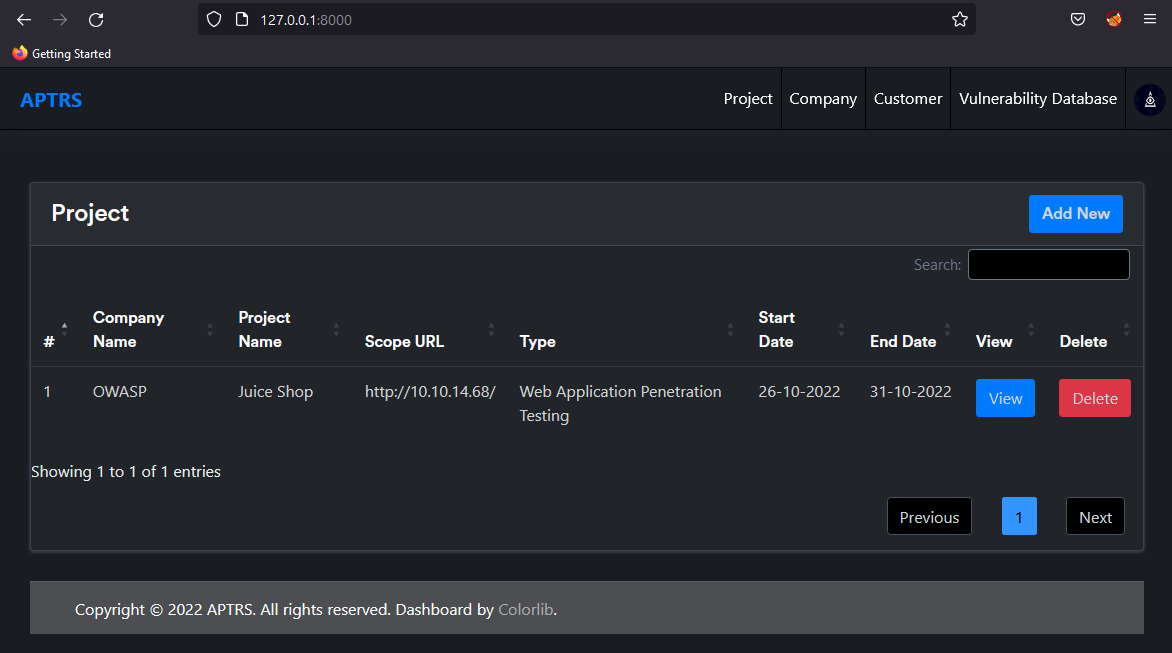 127.0.0.1:8000
Getting Started
APTRS Project Company Customer Vulnerability Database
Project Add New
Search:
# Company Name Project Name Scope URL Type Start Date End Date View Delete
1 OWASP Juice Shop http://10.10.14.68/ Web Application Penetration Testing 26-10-2022 31-10-2022 View Delete
Showing 1 to 1 of 1 entries
Previous 1 Next
Copyright © 2022 APTRS. All rights reserved. Dashboard by Colorlib.